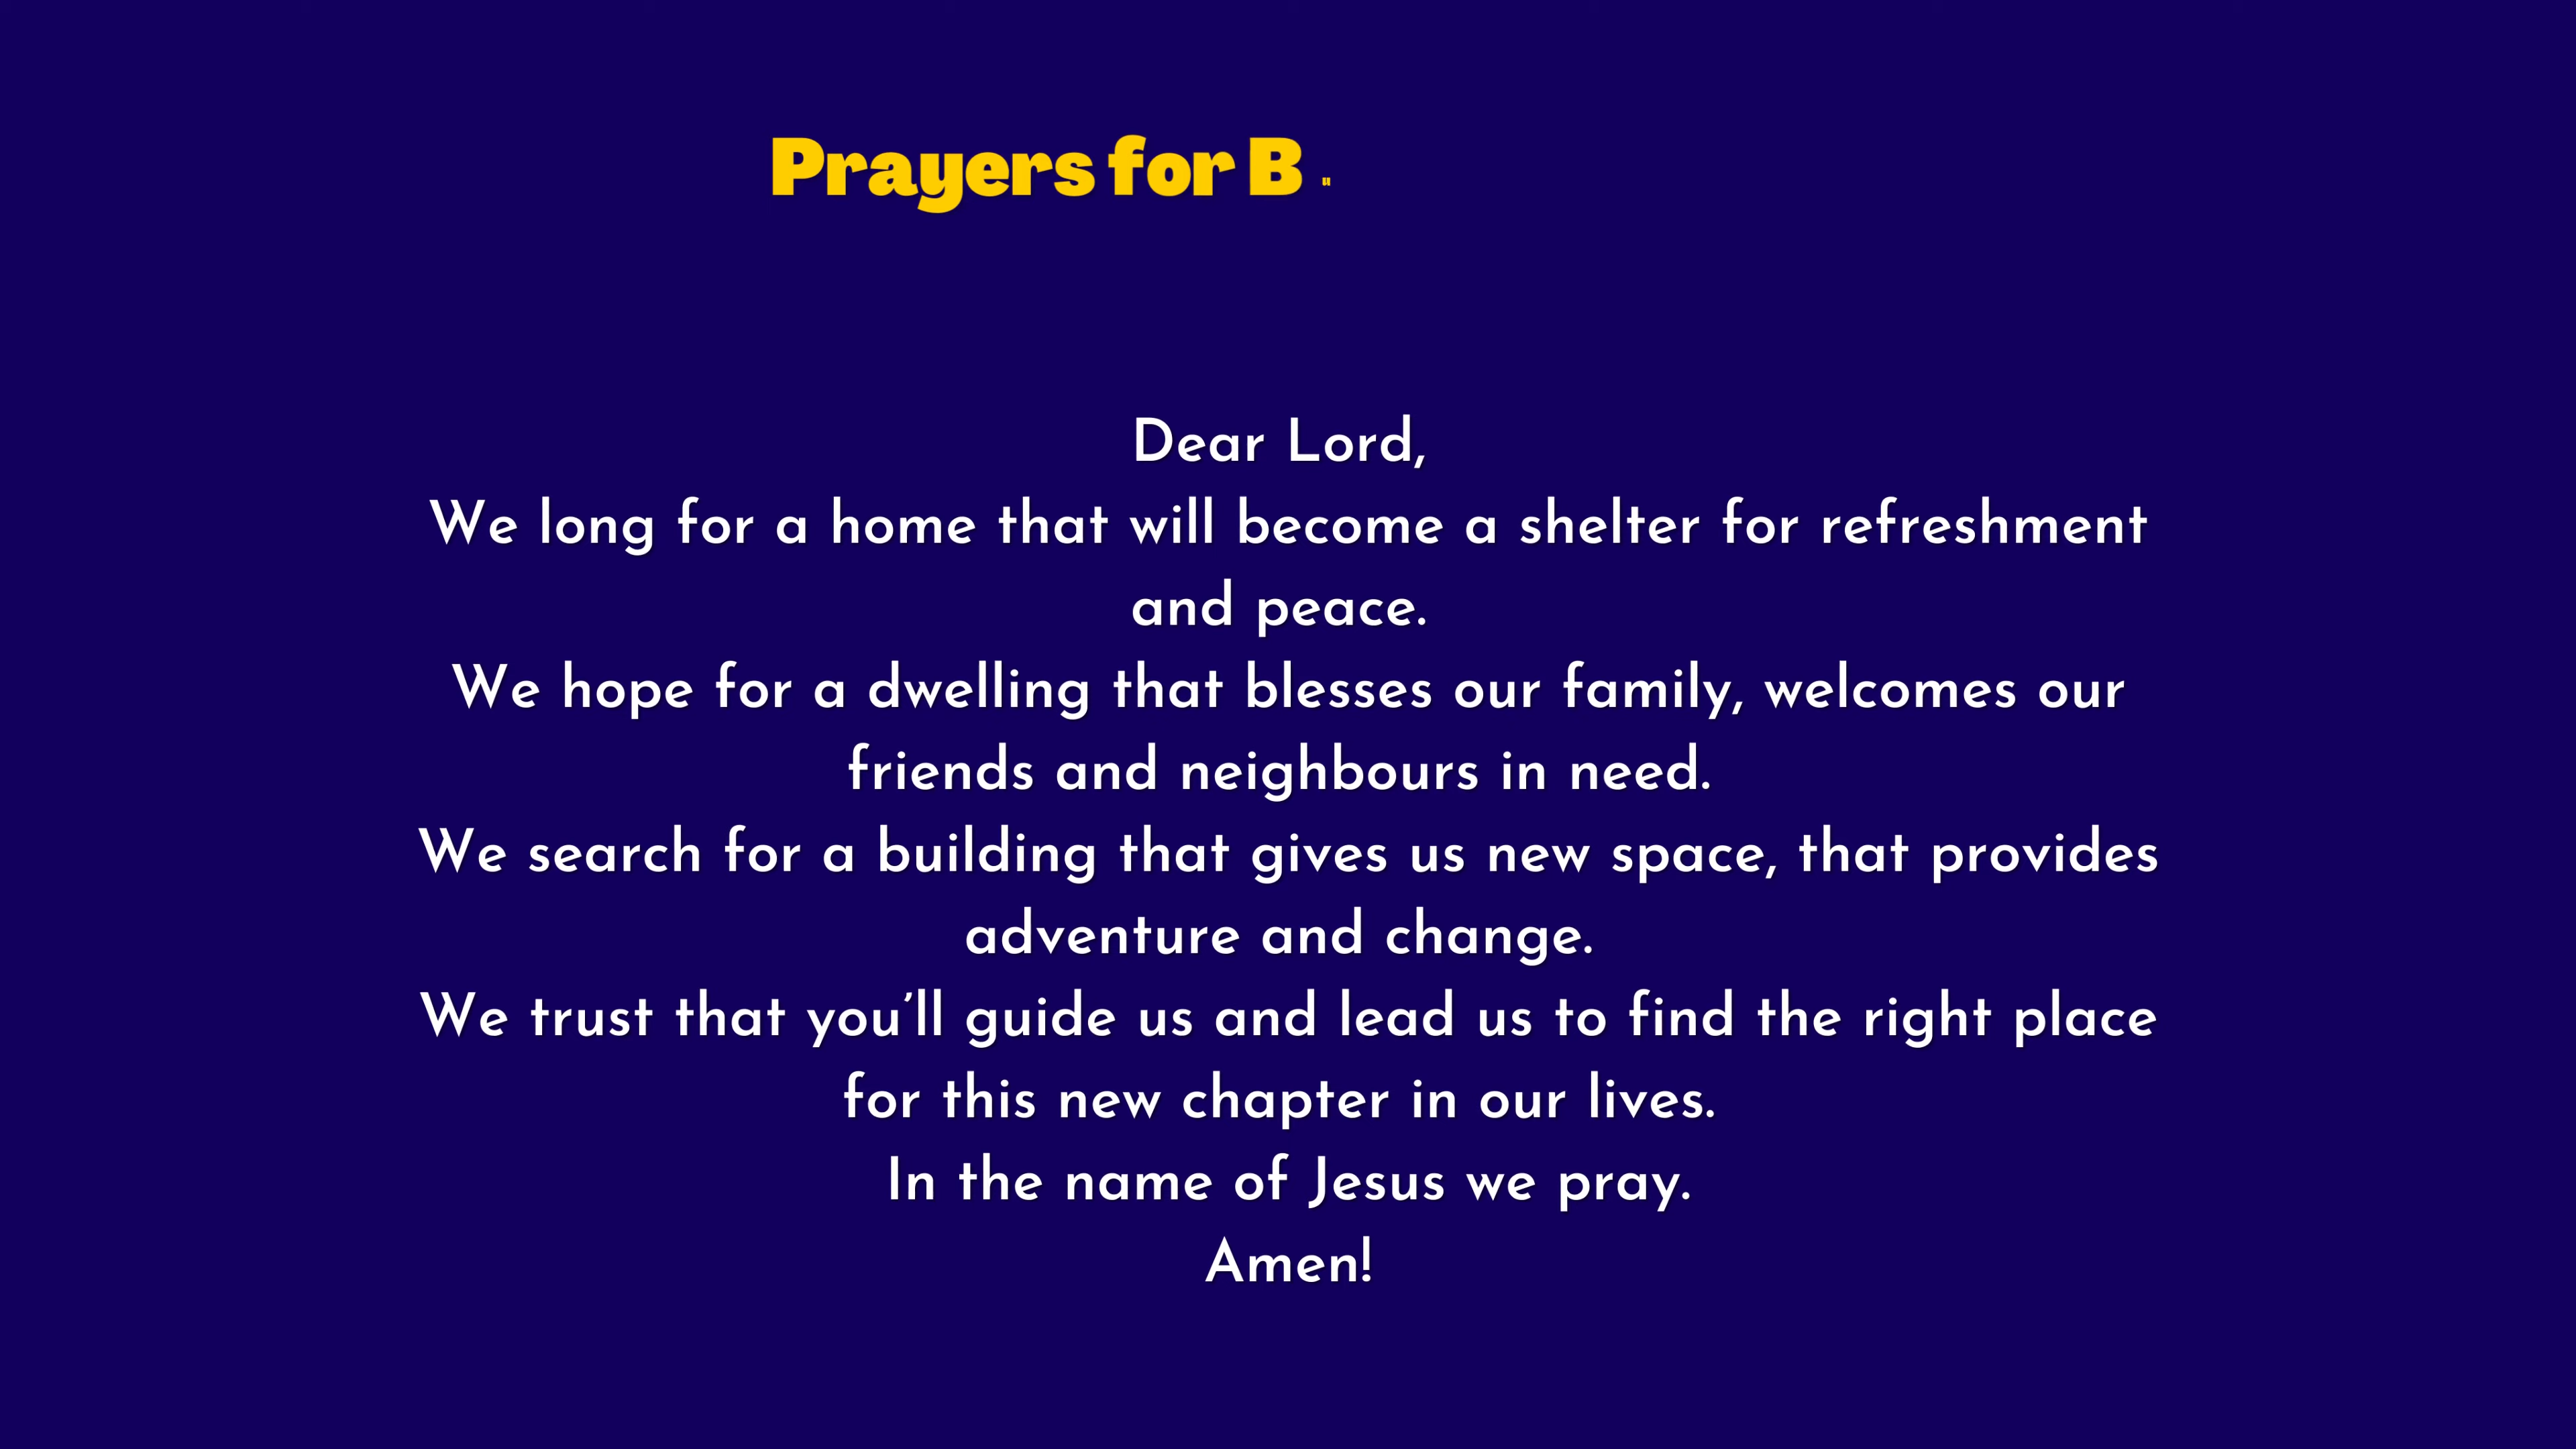 Prayers for B
Dear Lord,
We long for a home that will become a shelter for refreshment
and peace.
We hope for a dwelling that blesses our family, welcomes our
friends and neighbours in need.
We search for a building that gives us new space, that provides
adventure and change.
We trust that you’ll guide us and lead us to find the right place
for this new chapter in our lives.
In the name of Jesus we pray.
Amen!